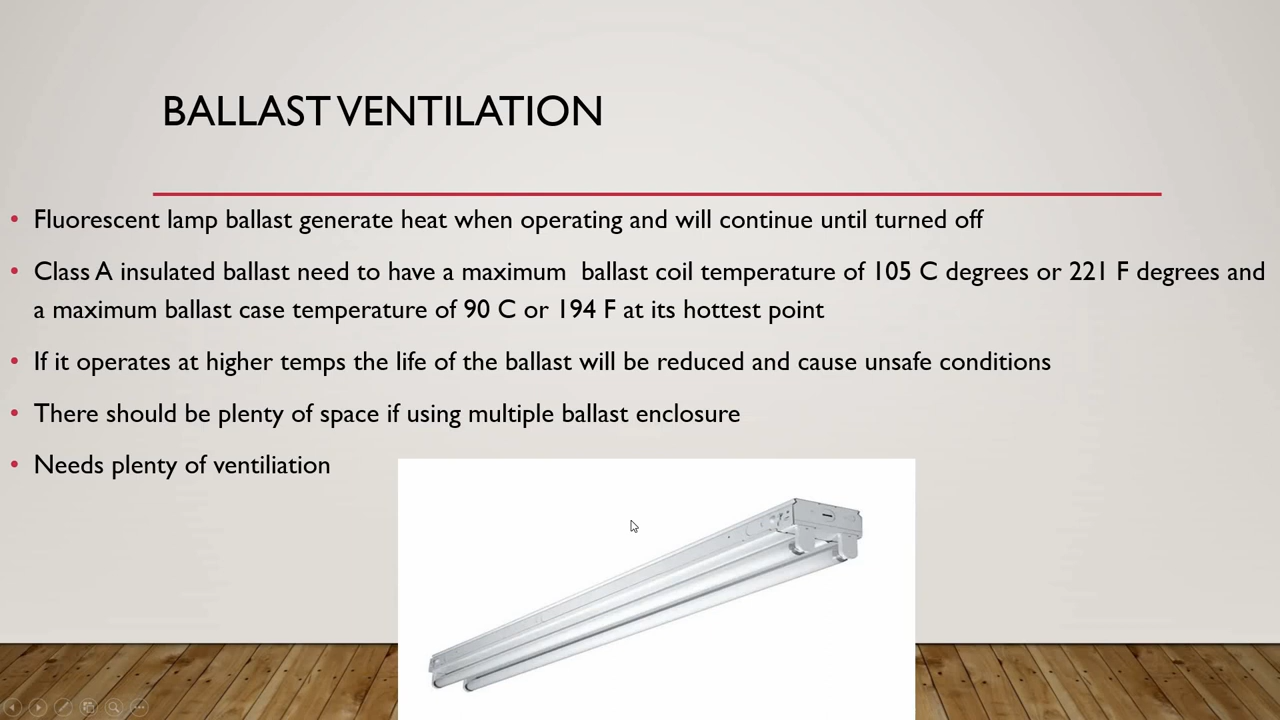 BALLAST VENTILATION
• Fluorescent lamp ballast generate heat when operating and will continue until turned off
• Class A insulated ballast need to have a maximum  ballast coil temperature of 105 C degrees or 221 F degrees and
a maximum ballast case temperature of 90 C or 194 F at its hottest point
• If it operates at higher temps the life of the ballast will be reduced and cause unsafe conditions
• There should be plenty of space if using multiple ballast enclosure
• Needs plenty of ventiliation